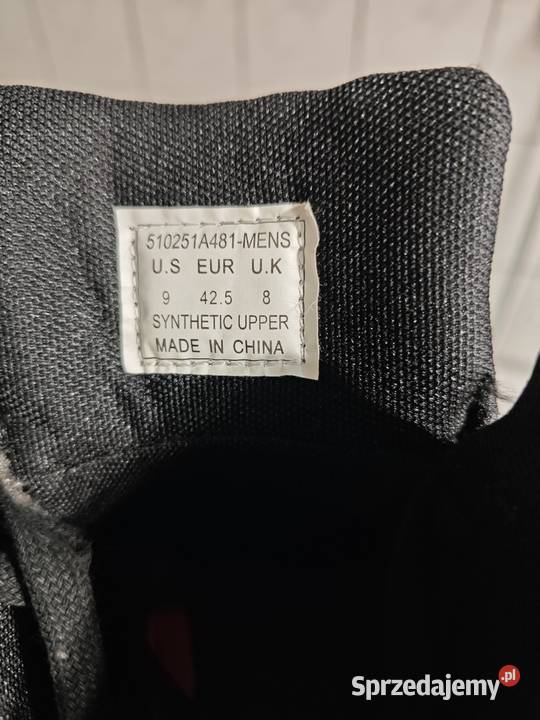 510251A481-MENS
U.S EUR U.K
9 42.5 8
SYNTHETIC UPPER
MADE IN CHINA
Sprzedajemy.pl